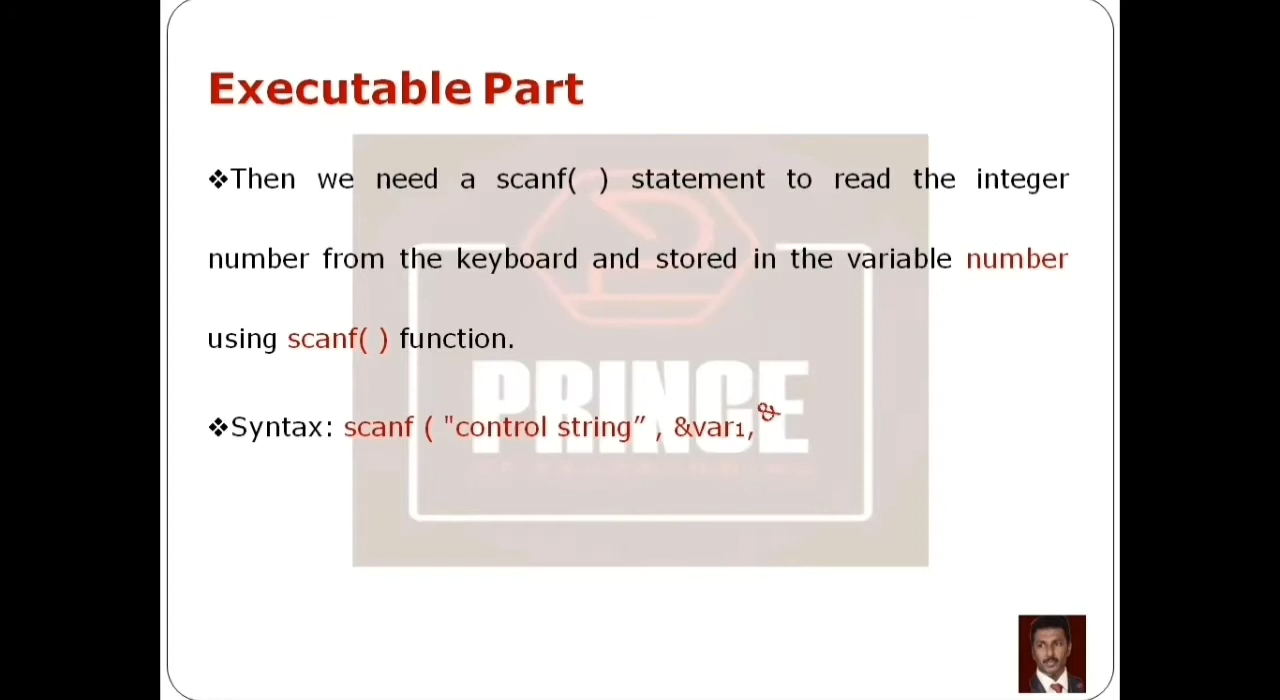 Executable Part
❖Then we need a scanf( ) statement to read the integer
number from the keyboard and stored in the variable number
using scanf( ) function.
❖Syntax: scanf ( "control string” , &var1, &
PRINCE